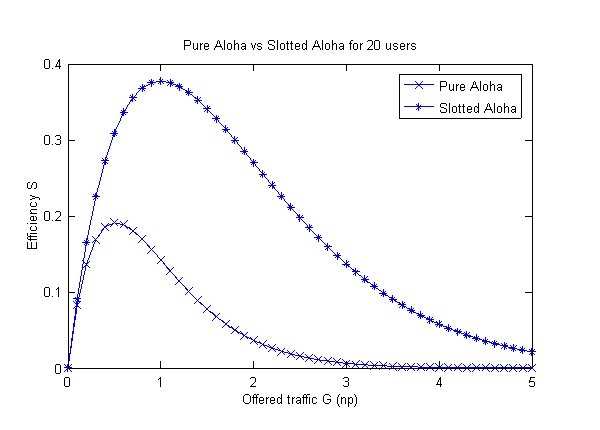 Pure Aloha vs Slotted Aloha for 20 users
Pure Aloha
Slotted Aloha
Efficiency S
0.4
0.3
0.2
0.1
0
0 1 2 3 4 5
Offered traffic G (np)